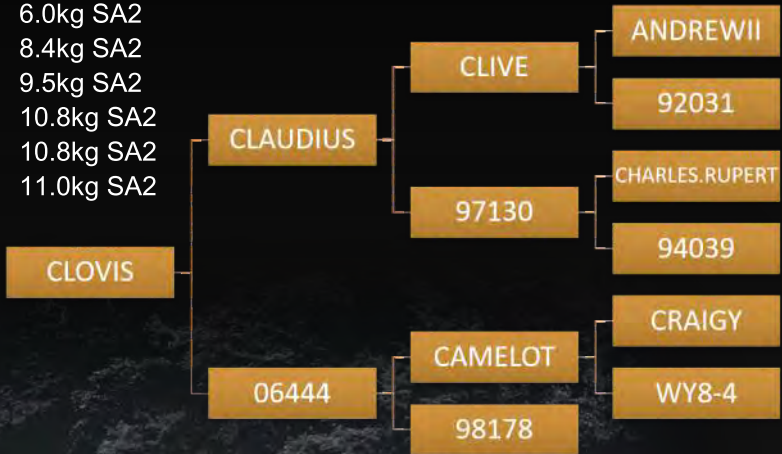 6.0kg SA2
8.4kg SA2
9.5kg SA2
10.8kg SA2
10.8kg SA2
11.0kg SA2
CLOVIS
CLAUDIUS
06444
CLIVE
97130
CAMELOT
98178
ANDREWII
92031
CHARLES.RUPERT
94039
CRAIGY
WY8-4